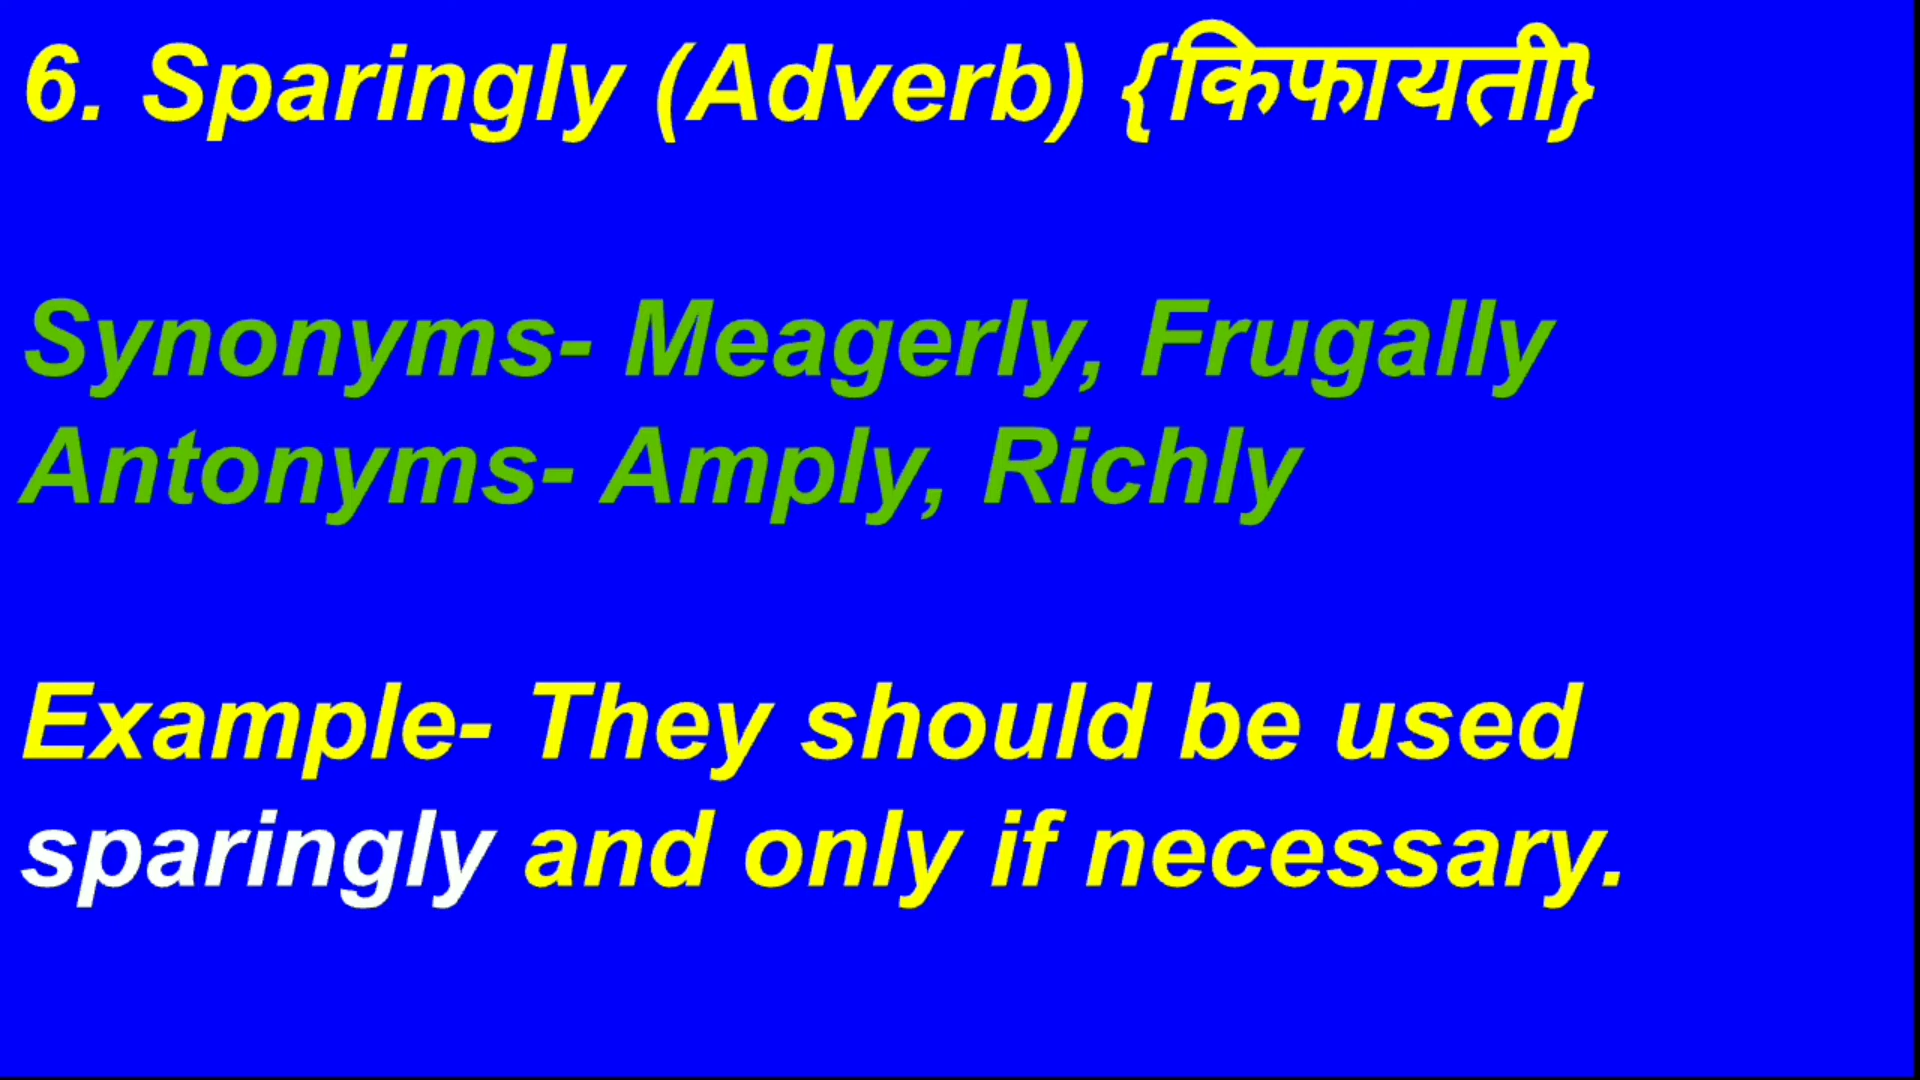 6. Sparingly (Adverb) {किफायती}
Synonyms- Meagerly, Frugally
Antonyms- Amply, Richly
Example- They should be used
sparingly and only if necessary.